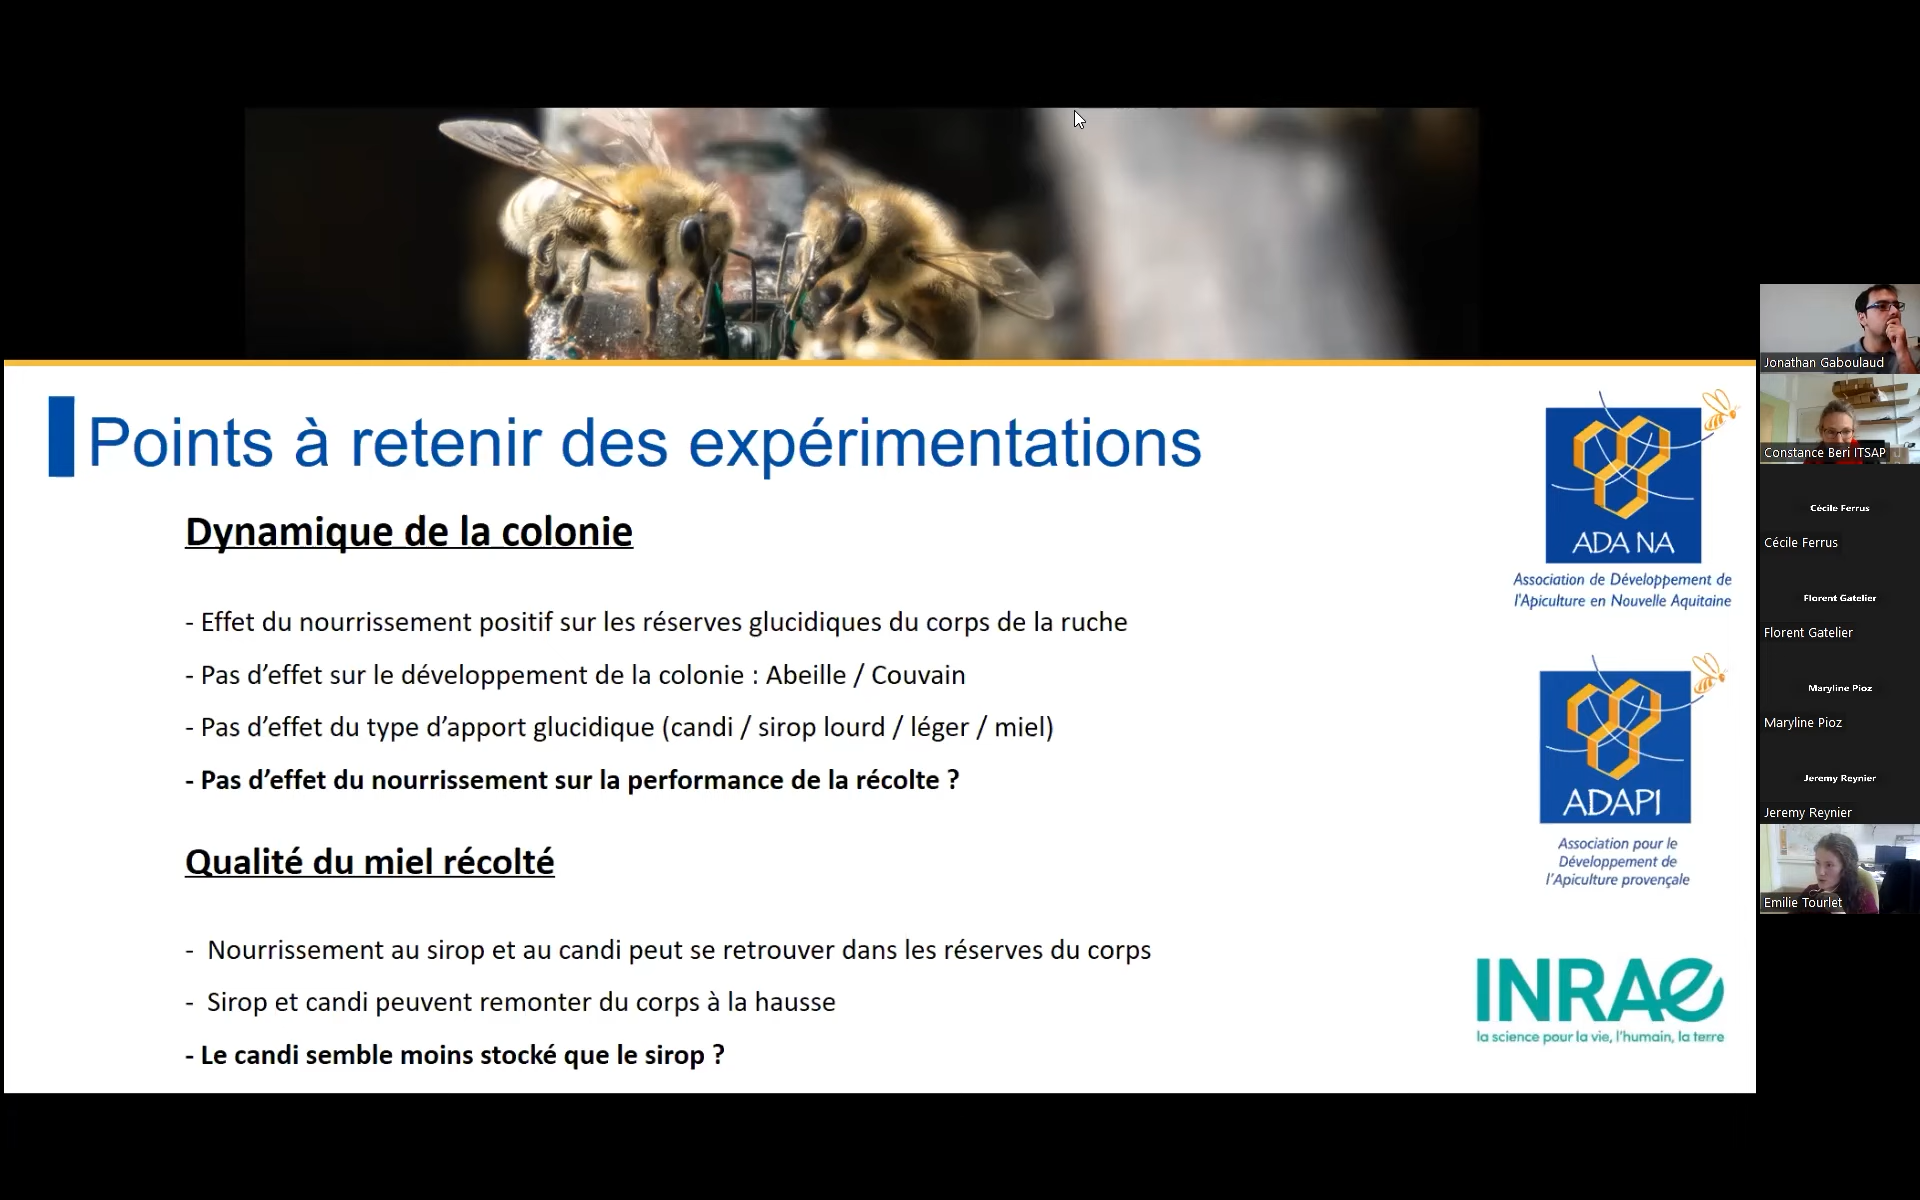 Points à retenir des expérimentations
Dynamique de la colonie
- Effet du nourrissement positif sur les réserves glucidiques du corps de la ruche
- Pas d’effet sur le développement de la colonie : Abeille / Couvain
- Pas d’effet du type d’apport glucidique (candi / sirop lourd / léger / miel)
- Pas d’effet du nourrissement sur la performance de la récolte ?
Qualité du miel récolté
- Nourrissement au sirop et au candi peut se retrouver dans les réserves du corps
- Sirop et candi peuvent remonter du corps à la hausse
- Le candi semble moins stocké que le sirop ?
ADA NA
Association de Développement de
l'Apiculture en Nouvelle Aquitaine
ADAPI
Association pour le
Développement de
l’Apiculture provençale
INRAE
la science pour la vie, l’humain, la terre
Jonathan Gaboulaud
Constance Beri ITSAP
Cécile Ferrus
Cécile Ferrus
Florent Gatelier
Florent Gatelier
Maryline Pioz
Maryline Pioz
Jeremy Reynier
Jeremy Reynier
Emilie Tourlet